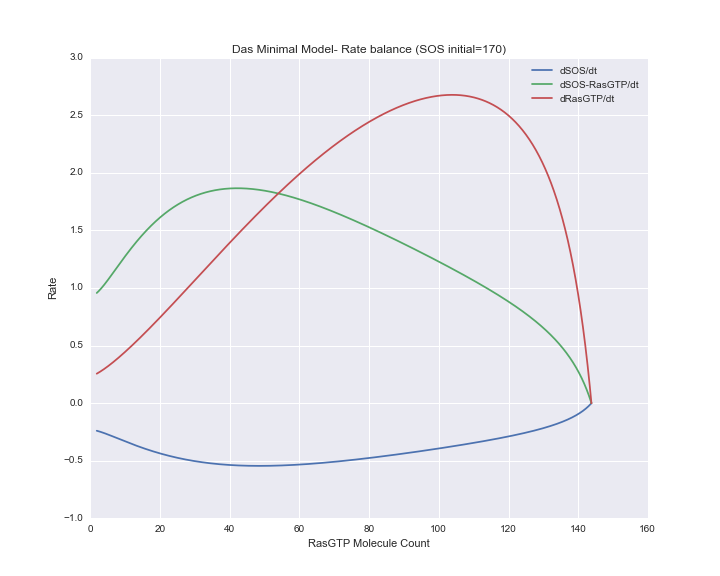 Das Minimal Model- Rate balance (SOS initial=170)
dSOS/dt
dSOS-RasGTP/dt
dRasGTP/dt
3.0
2.5
2.0
1.5
1.0
0.5
0.0
−0.5
−1.0
Rate
0 20 40 60 80 100 120 140 160
RasGTP Molecule Count